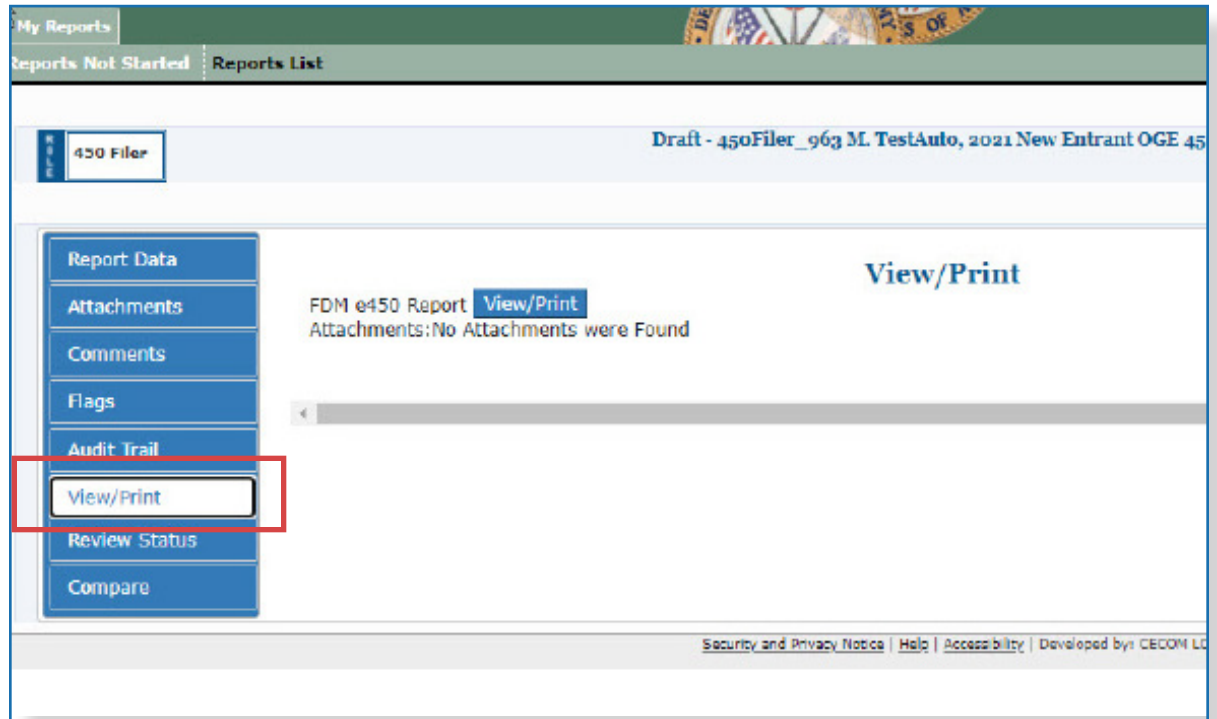 My Reports
S OF
Reports Not Started Reports List
ROLE
450 Filer
Draft - 450Filer_963 M. TestAuto, 2021 New Entrant OGE 45
Report Data
Attachments
Comments
Flags
Audit Trail
View/Print
Review Status
Compare
View/Print
FDM e450 Report View/Print
Attachments:No Attachments were Found
Security and Privacy Notice | Help | Accessibility | Developed by: CECOM